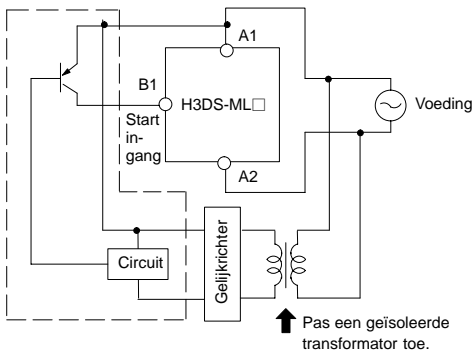 A1
B1
H3DS-ML□
Voeding
Start
in-
gang
A2
Circuit
Gelijkrichter
Pas een geïsoleerde
transformator toe.